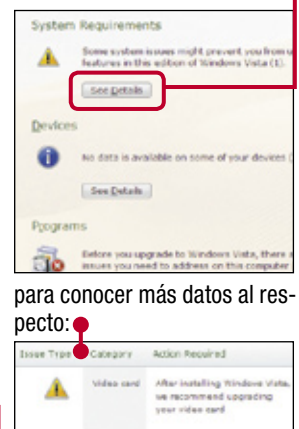 System Requirements
Some system issues might prevent you from u
features in this edition of Windows Vista (1).
See Details
Devices
No data is available on some of your devices (
See Details
Programs
Before you upgrade to Windows Vista, there a
issues you need to address on this computer
para conocer más datos al res-
pecto:
Issue Type Category Action Required
Video card After installing Windows Vista,
we recommend upgrading
your video card